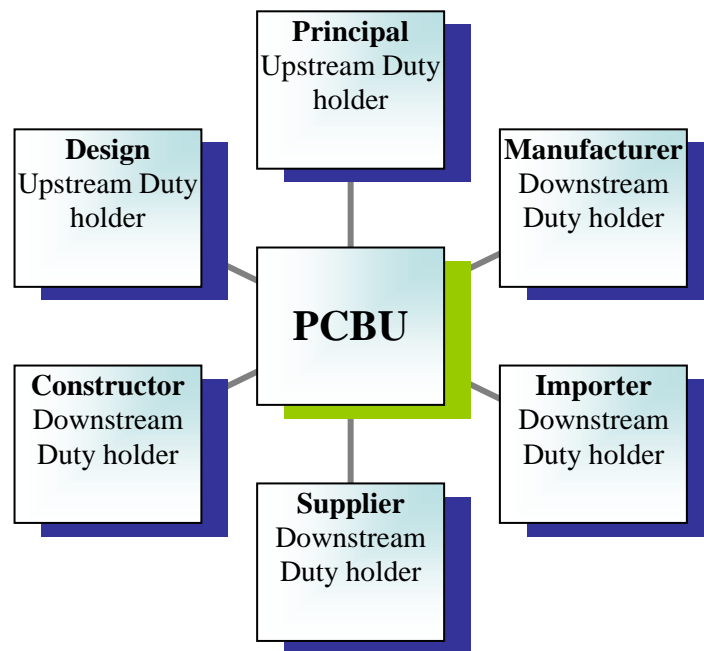 Principal
Upstream Duty
holder
Design
Upstream Duty
holder
Manufacturer
Downstream
Duty holder
PCBU
Constructor
Downstream
Duty holder
Importer
Downstream
Duty holder
Supplier
Downstream
Duty holder